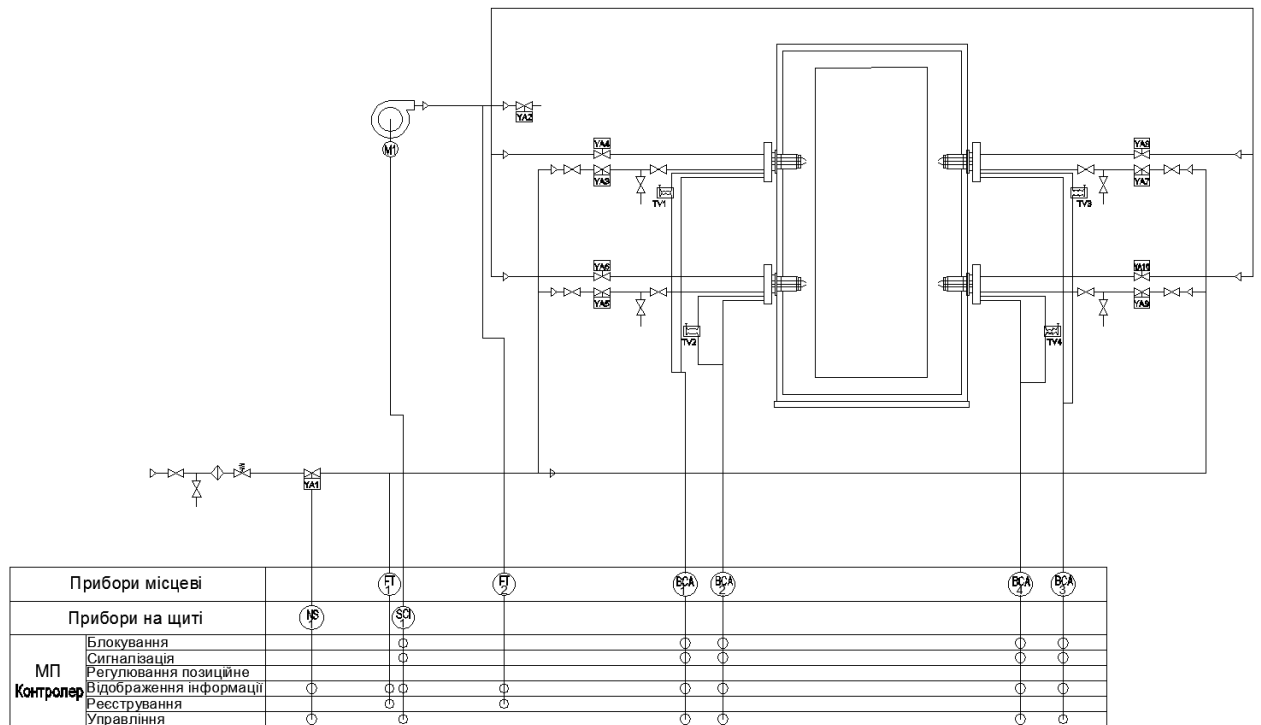 YA2
M1
YA4
YA8
YA3
YA7
TV1
TV3
YA6
YA10
YA5
YA9
TV2
TV4
YA1
Прибори місцеві
FT 1
FT 2
BCA 1
BCA 2
BCA 4
BCA 3
Прибори на щиті
NS 1
SCI 1
МП Контролер
Блокування
Сигналізація
Регулювання позиційне
Відображення інформації
Реєстрування
Управління